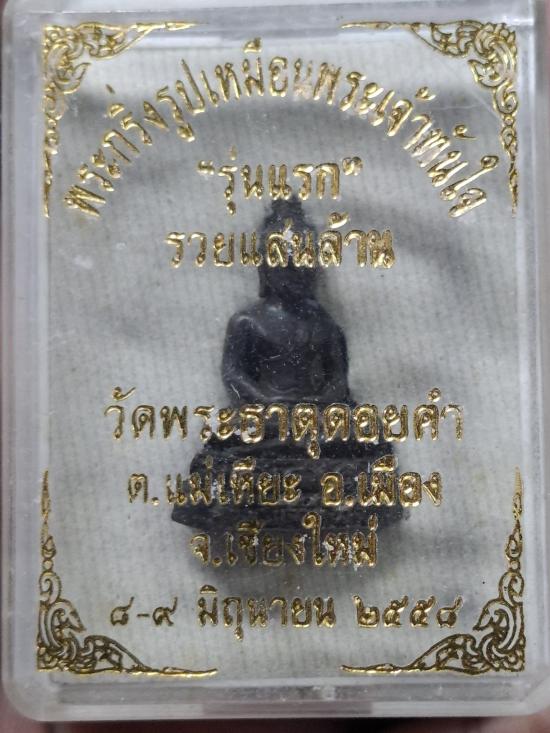 พระกริ่งรูปเหมือนพระเจ้าทันใจ
“รุ่นแรก”
รวยแสนล้าน
วัดพระธาตุดอยคำ
ต.แม่เหียะ อ.เมือง
จ.เชียงใหม่
๘-๙ มิถุนายน ๒๕๕๘